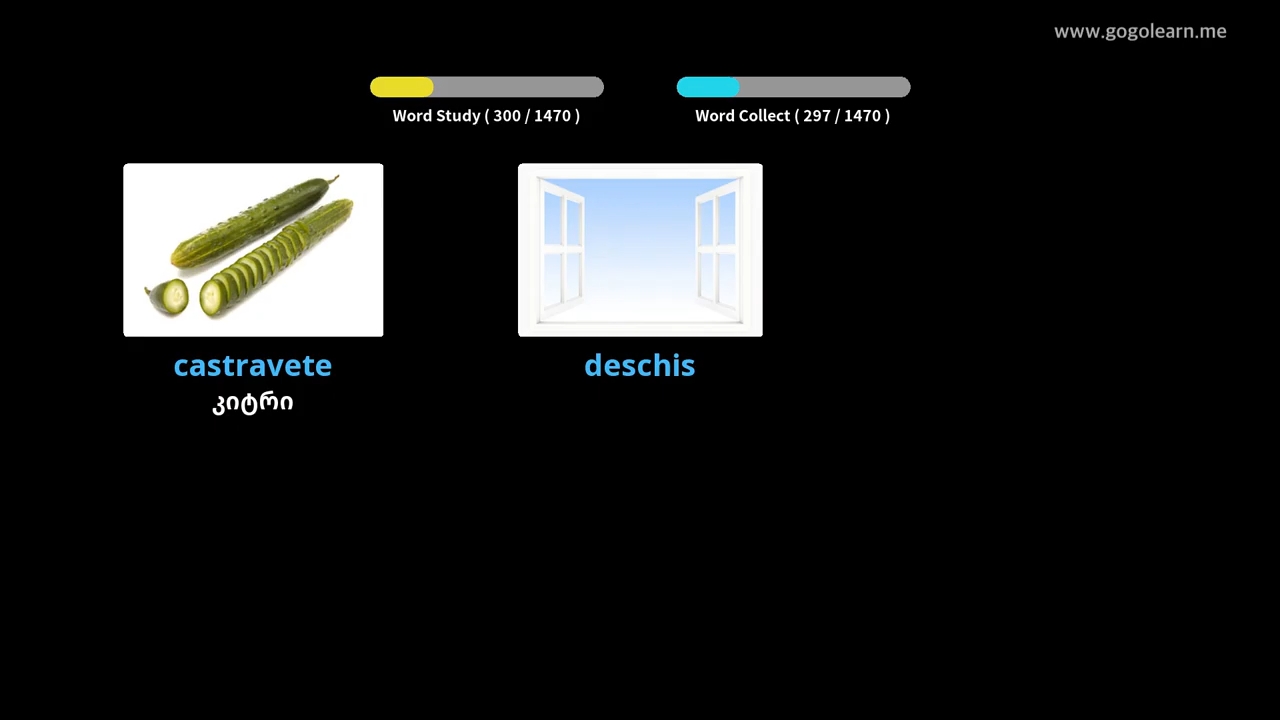 www.gogolearn.me
Word Study ( 300 / 1470 )
Word Collect ( 297 / 1470 )
castravete
კიტრი
deschis